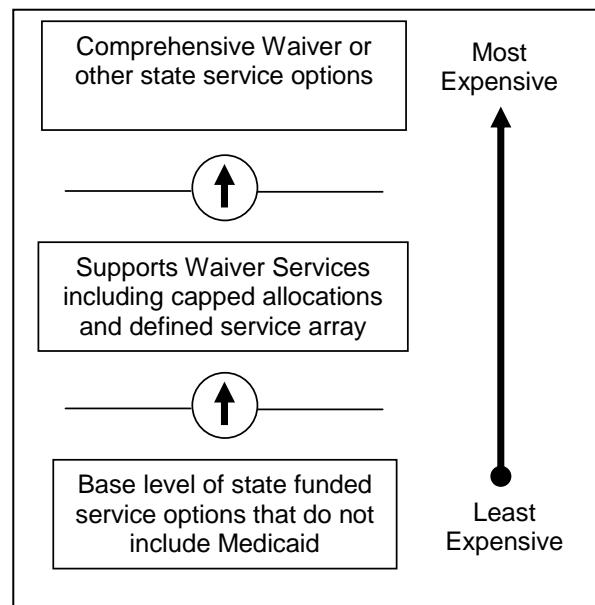 Comprehensive Waiver or
other state service options
Most
Expensive
Supports Waiver Services
including capped allocations
and defined service array
Base level of state funded
service options that do not
include Medicaid
Least
Expensive